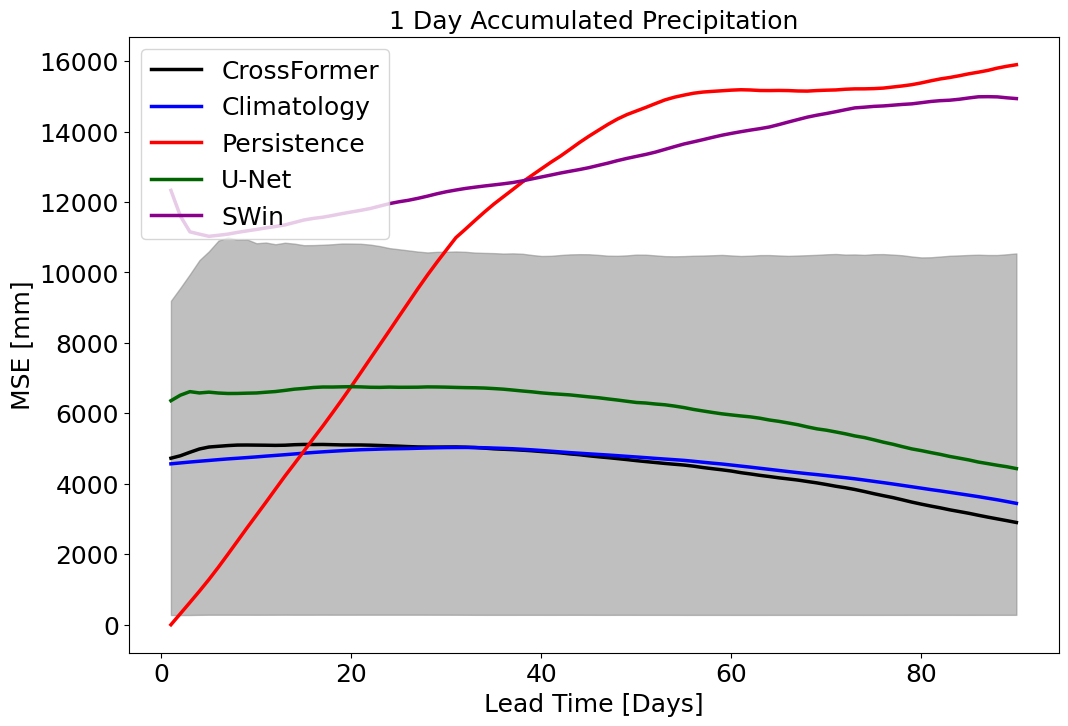 1 Day Accumulated Precipitation
CrossFormer
Climatology
Persistence
U-Net
SWin
MSE [mm]
16000
14000
12000
10000
8000
6000
4000
2000
0
0 20 40 60 80
Lead Time [Days]